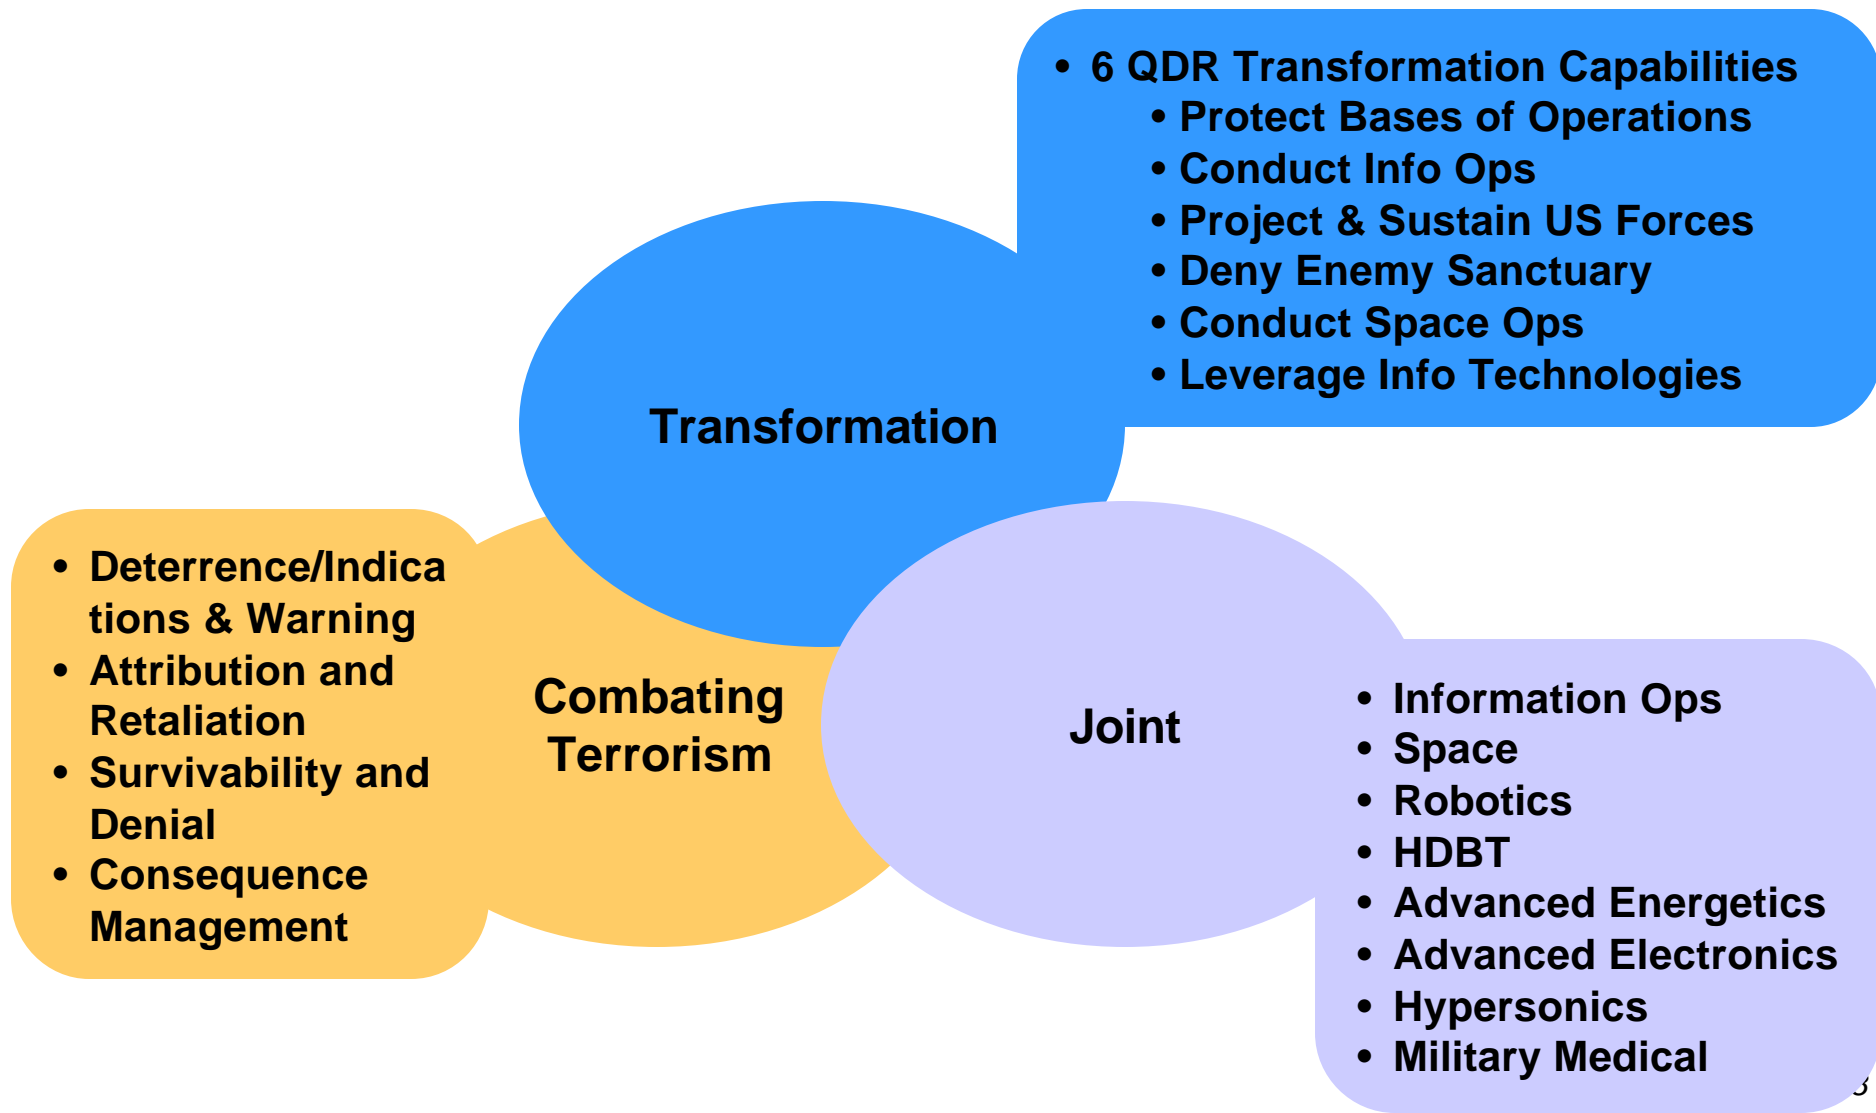 • 6 QDR Transformation Capabilities
• Protect Bases of Operations
• Conduct Info Ops
• Project & Sustain US Forces
• Deny Enemy Sanctuary
• Conduct Space Ops
• Leverage Info Technologies
Transformation
• Deterrence/Indica
tions & Warning
• Attribution and
Retaliation
• Survivability and
Denial
• Consequence
Management
Combating
Terrorism
Joint
• Information Ops
• Space
• Robotics
• HDBT
• Advanced Energetics
• Advanced Electronics
• Hypersonics
• Military Medical